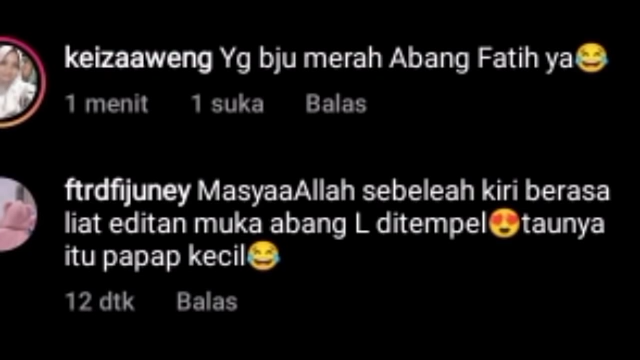 keizaaweng Yg bju merah Abang Fatih ya😂
1 menit 1 suka Balas
ftrdfijuney MasyaaAllah sebeleah kiri berasa
liat editan muka abang L ditempel😍taunya
itu papap kecil😂
12 dtk Balas